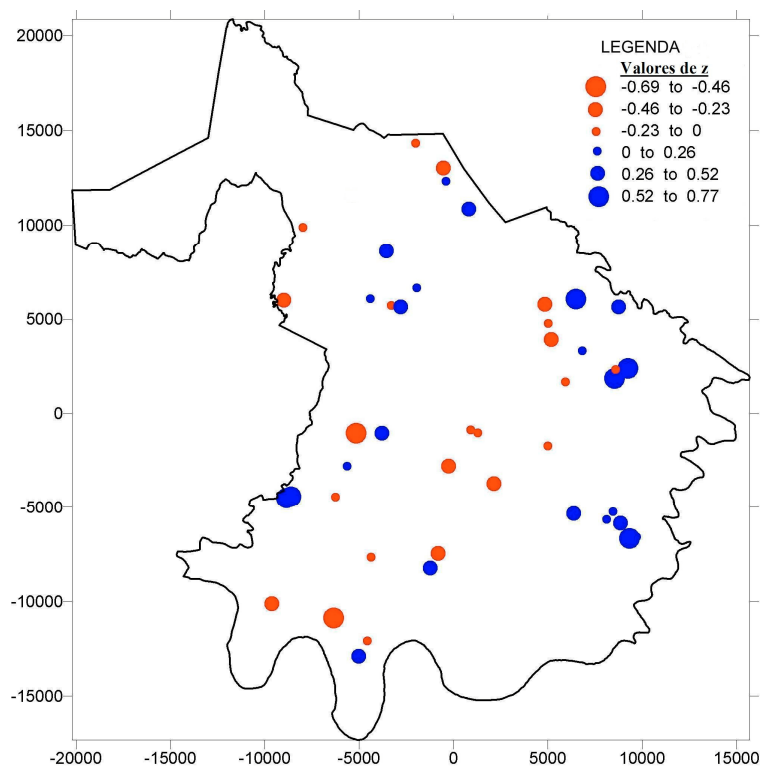 LEGENDA
Valores de z
-0.69 to -0.46
-0.46 to -0.23
-0.23 to 0
0 to 0.26
0.26 to 0.52
0.52 to 0.77
20000
15000
10000
5000
0
-5000
-10000
-15000
-20000 -15000 -10000 -5000 0 5000 10000 15000